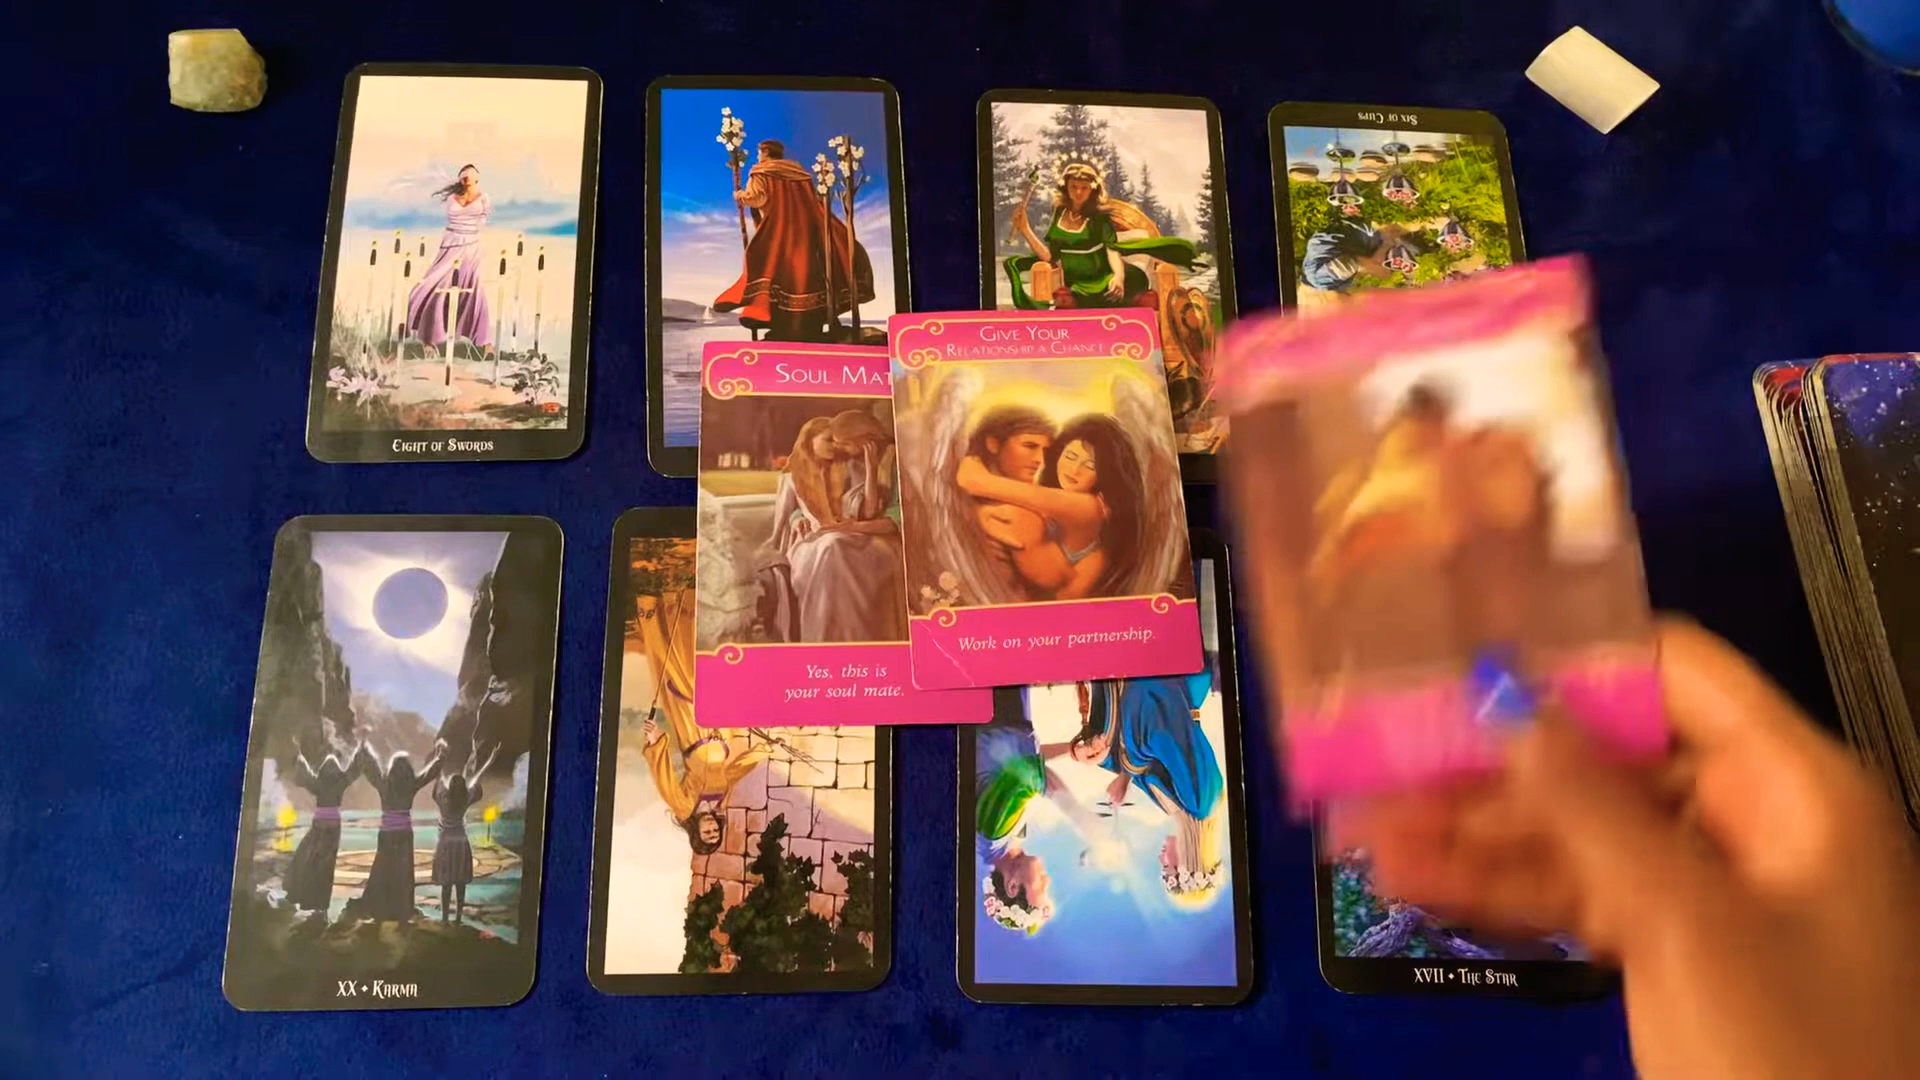 Six of Cups
Eight of Swords
Soul Mat
Give Your
Relationship a Chance
Work on your partnership.
Yes, this is
your soul mate.
XX • Karma
XVII • The Star